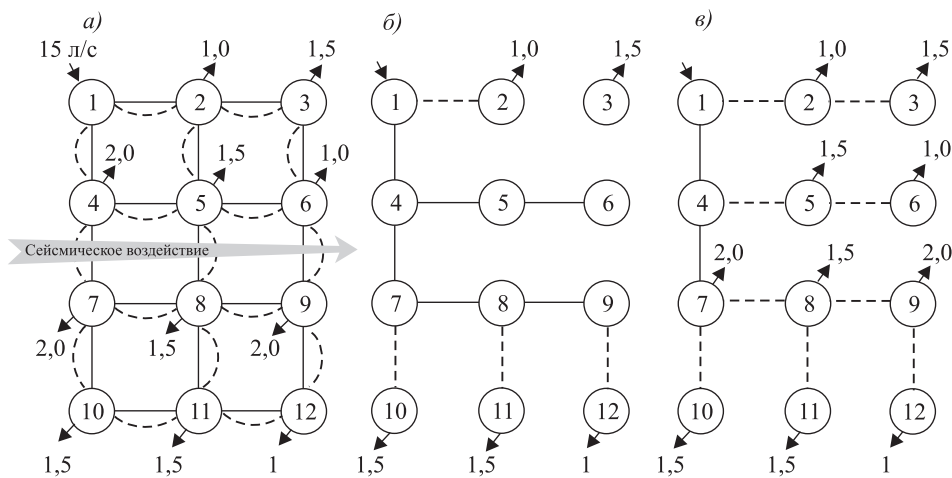 а) б) в)
15 л/с 1,0 1,5 1,0 1,5 1,0 1,5
1 2 3 1 2 3 1 2 3
2,0 1,5 1,0 1,5 1,0
4 5 6 4 5 6 4 5 6
Сейсмическое воздействие
2,0 1,5 2,0
7 8 9 7 8 9 7 8 9
2,0 1,5 2,0
10 11 12 10 11 12 10 11 12
1,5 1,5 1 1,5 1,5 1 1,5 1,5 1